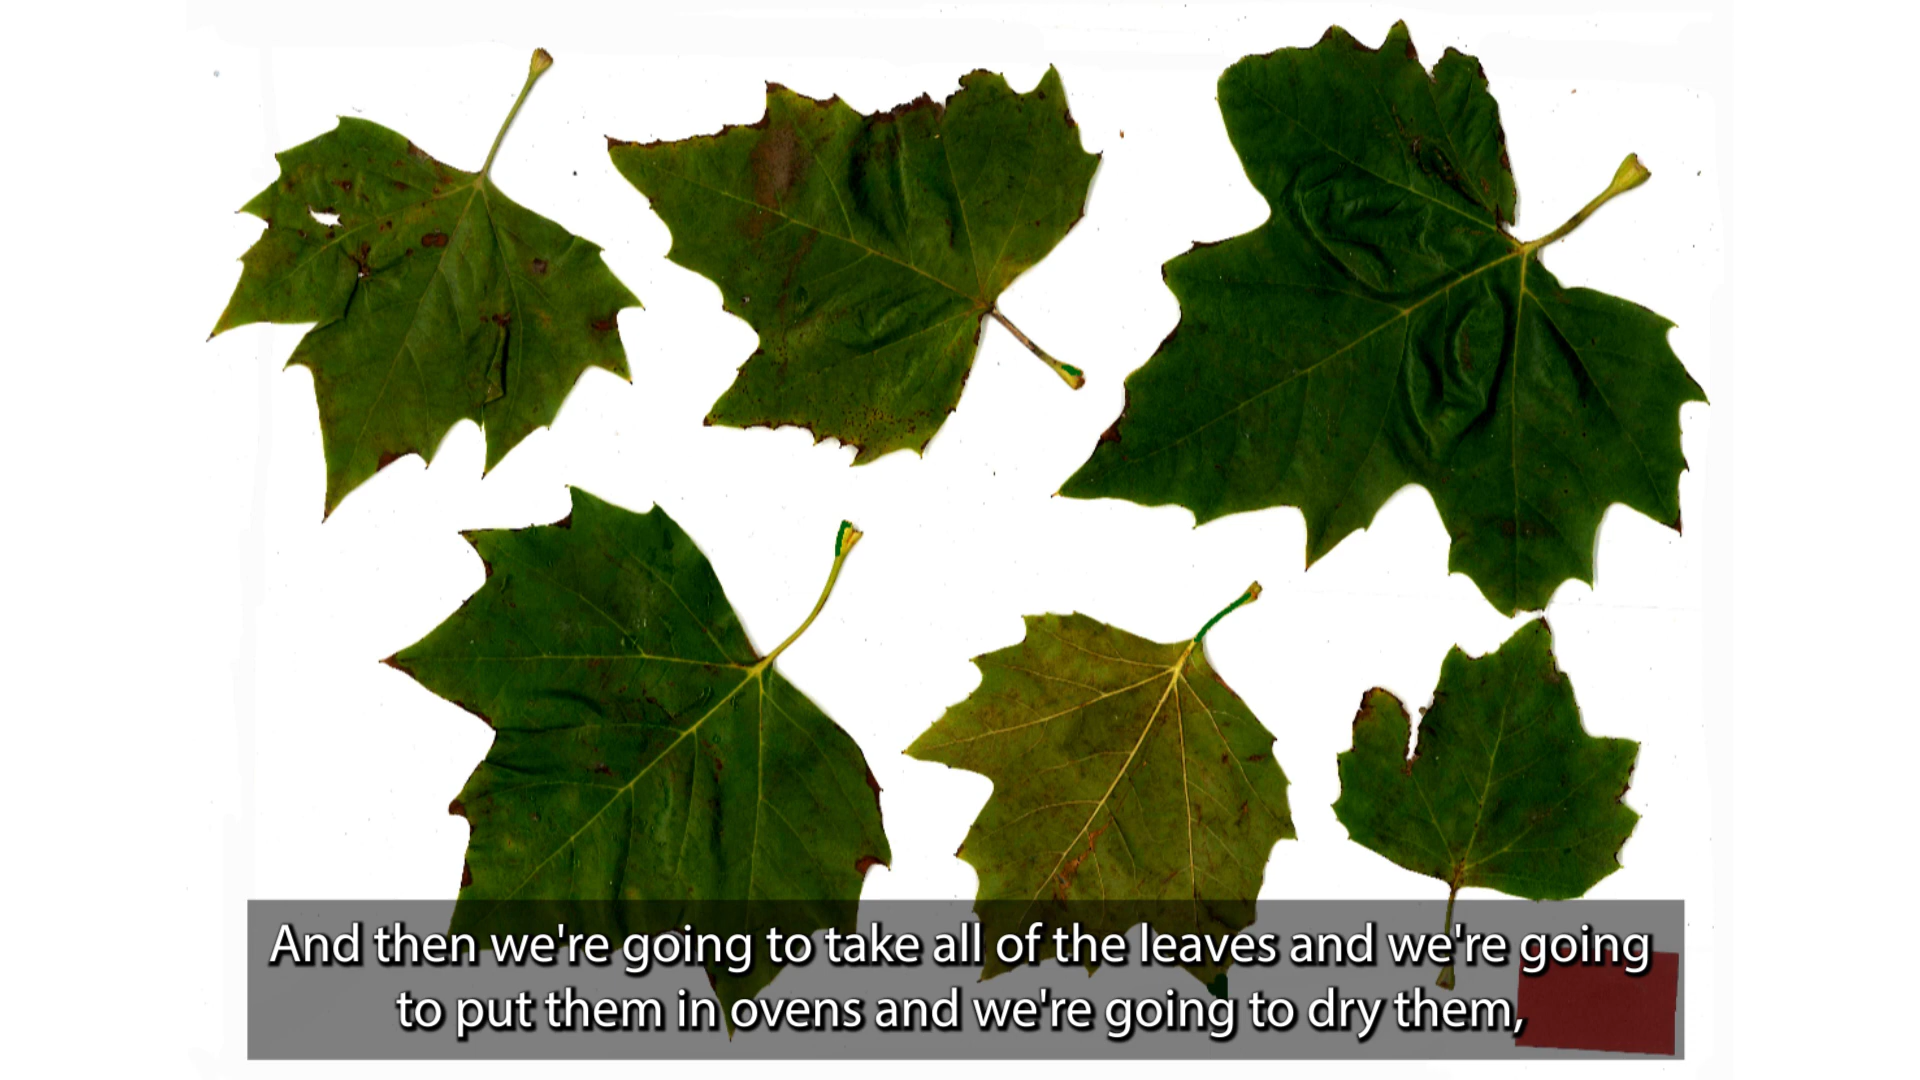 And then we're going to take all of the leaves and we're going
to put them in ovens and we're going to dry them,